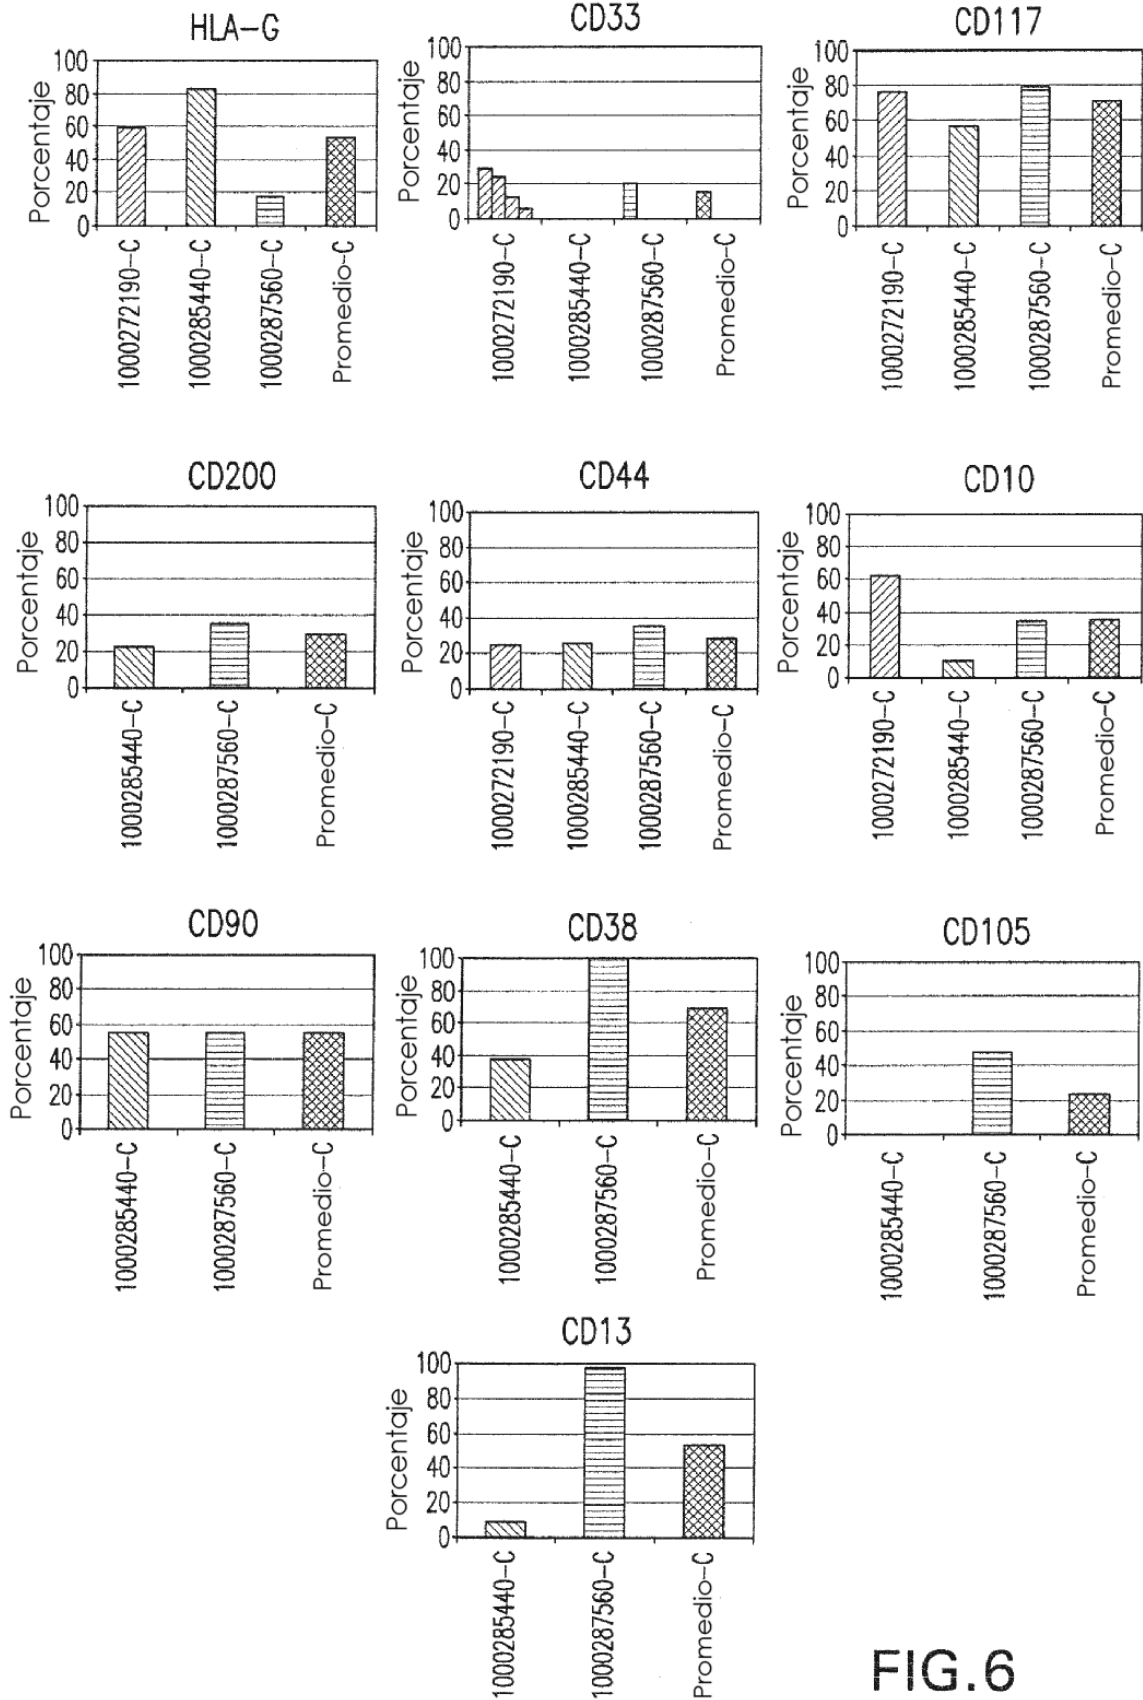 HLA-G
Porcentaje
100
80
60
40
20
0
1000272190-C
1000285440-C
1000287560-C
Promedio-C
CD33
Porcentaje
100
80
60
40
20
0
1000272190-C
1000285440-C
1000287560-C
Promedio-C
CD117
Porcentaje
100
80
60
40
20
0
1000272190-C
1000285440-C
1000287560-C
Promedio-C
CD200
Porcentaje
100
80
60
40
20
0
1000285440-C
1000287560-C
Promedio-C
CD44
Porcentaje
100
80
60
40
20
0
1000272190-C
1000285440-C
1000287560-C
Promedio-C
CD10
Porcentaje
100
80
60
40
20
0
1000272190-C
1000285440-C
1000287560-C
Promedio-C
CD90
Porcentaje
100
80
60
40
20
0
1000285440-C
1000287560-C
Promedio-C
CD38
Porcentaje
100
80
60
40
20
0
1000285440-C
1000287560-C
Promedio-C
CD105
Porcentaje
100
80
60
40
20
0
1000285440-C
1000287560-C
Promedio-C
CD13
Porcentaje
100
80
60
40
20
0
1000285440-C
1000287560-C
Promedio-C
FIG.6